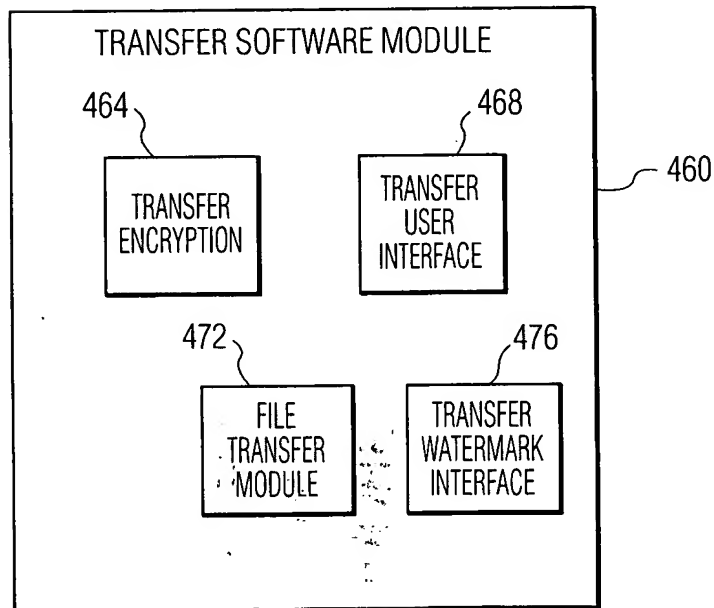 TRANSFER SOFTWARE MODULE
464
468
460
TRANSFER
ENCRYPTION
TRANSFER
USER
INTERFACE
472
476
FILE
TRANSFER
MODULE
TRANSFER
WATERMARK
INTERFACE